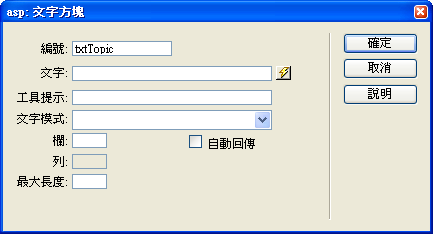 asp: 文字方塊
編號: txtTopic
文字:
工具提示:
文字模式:
欄:
自動回傳
列:
最大長度:
確定
取消
說明